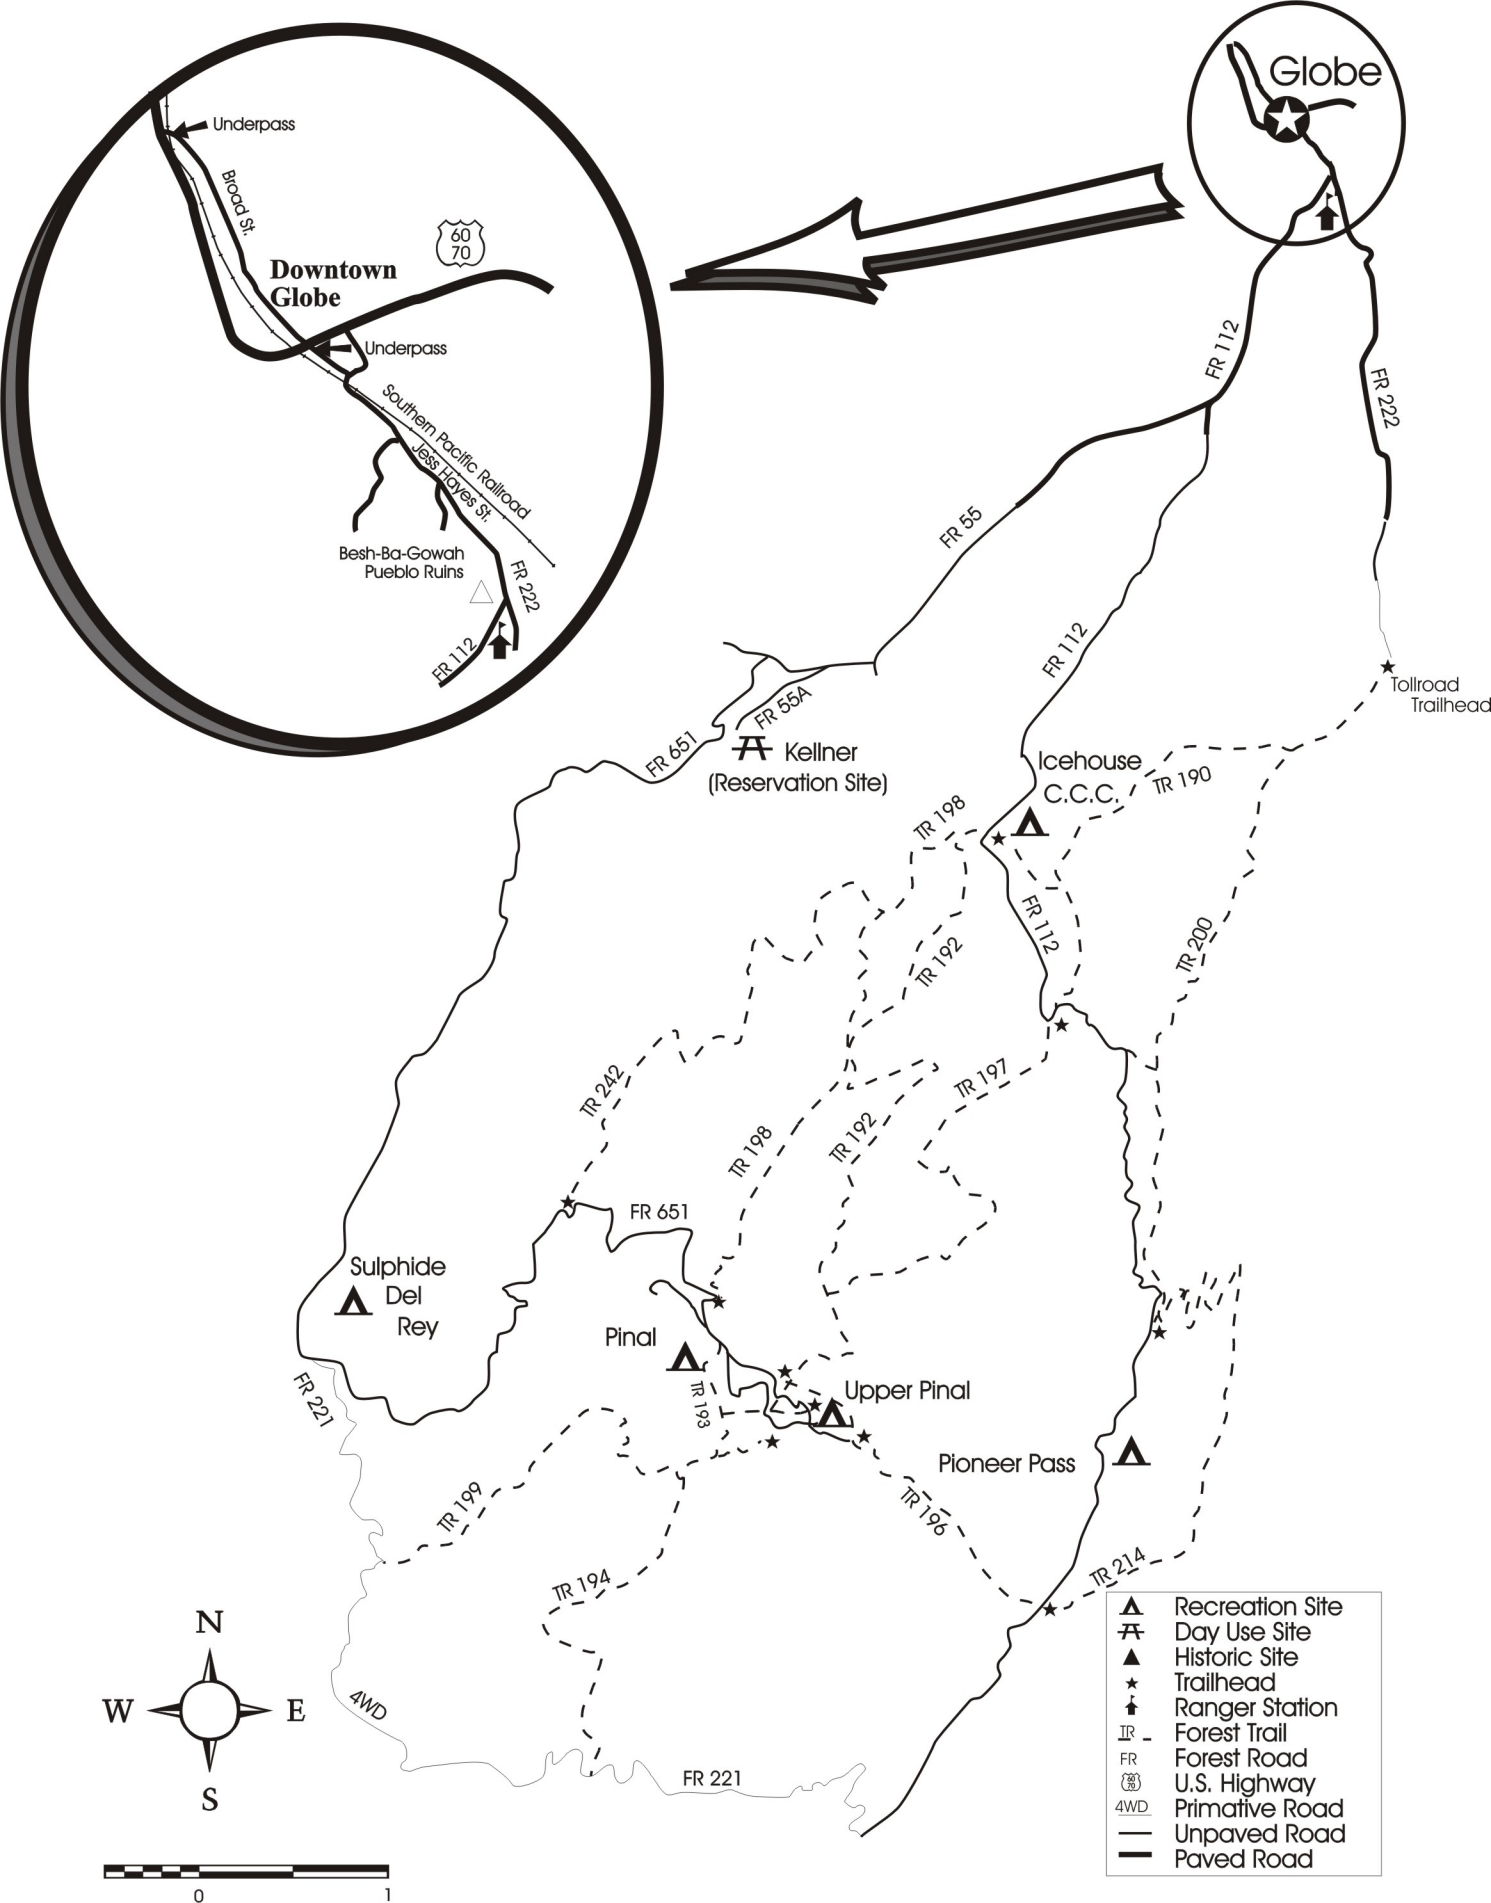 Globe
Underpass
Broad St.
60
70
Downtown
Globe
Underpass
Southern Pacific Railroad
Jess Hayes St.
Besh-Ba-Gowah
Pueblo Ruins
FR 222
FR 112
FR 112
FR 222
FR 55
FR 112
Tollroad
Trailhead
FR 55A
FR 651
Kellner
(Reservation Site)
Icehouse
C.C.C.
TR 190
TR 198
FR 112
TR 192
TR 200
TR 242
TR 197
TR 198
TR 192
FR 651
Sulphide
Del
Rey
Pinal
FR 221
TR 193
Upper Pinal
Pioneer Pass
TR 199
TR 196
TR 194
TR 214
4WD
FR 221
N
W
E
S
0
1
Recreation Site
Day Use Site
Historic Site
Trailhead
Ranger Station
TR Forest Trail
FR Forest Road
60
70
U.S. Highway
4WD Primative Road
Unpaved Road
Paved Road